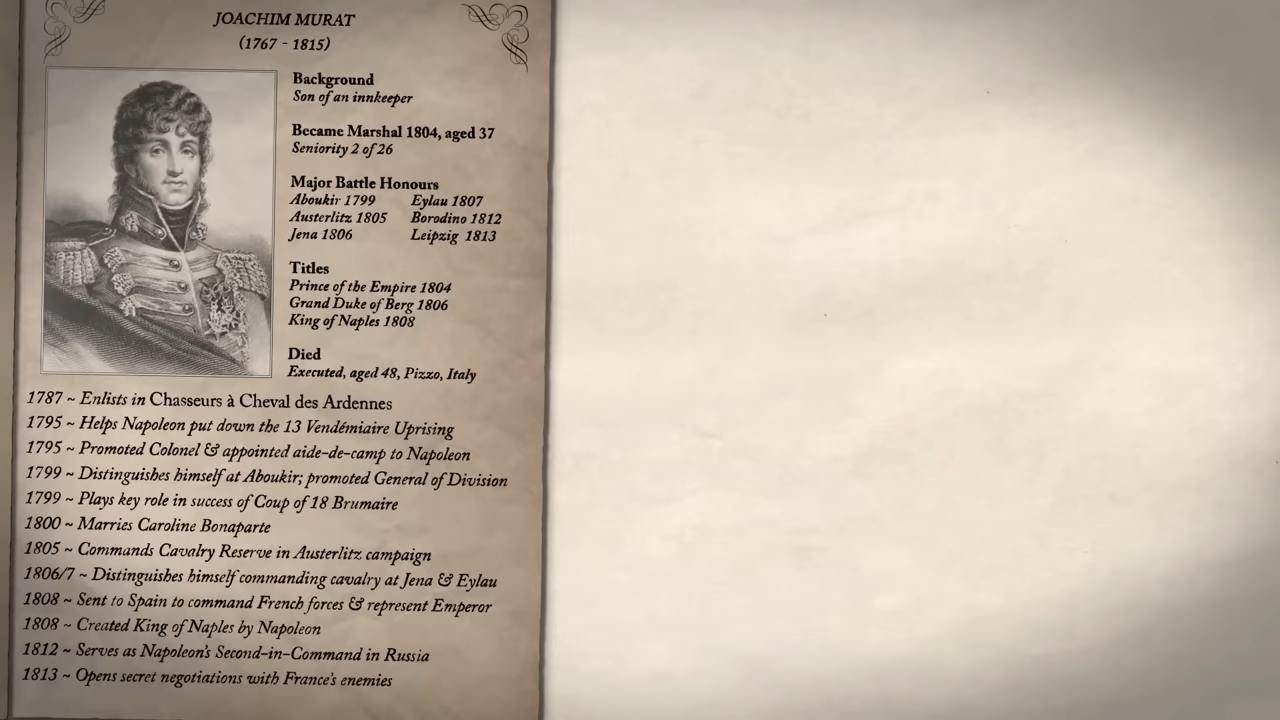 JOACHIM MURAT
(1767 - 1815)
Background
Son of an innkeeper
Became Marshal 1804, aged 37
Seniority 2 of 26
Major Battle Honours
Aboukir 1799 Eylau 1807
Austerlitz 1805 Borodino 1812
Jena 1806 Leipzig 1813
Titles
Prince of the Empire 1804
Grand Duke of Berg 1806
King of Naples 1808
Died
Executed, aged 48, Pizzo, Italy
1787 ~ Enlists in Chasseurs à Cheval des Ardennes
1795 ~ Helps Napoleon put down the 13 Vendémiaire Uprising
1795 ~ Promoted Colonel & appointed aide-de-camp to Napoleon
1799 ~ Distinguishes himself at Aboukir; promoted General of Division
1799 ~ Plays key role in success of Coup of 18 Brumaire
1800 ~ Marries Caroline Bonaparte
1805 ~ Commands Cavalry Reserve in Austerlitz campaign
1806/7 ~ Distinguishes himself commanding cavalry at Jena & Eylau
1808 ~ Sent to Spain to command French forces & represent Emperor
1808 ~ Created King of Naples by Napoleon
1812 ~ Serves as Napoleon's Second-in-Command in Russia
1813 ~ Opens secret negotiations with France's enemies